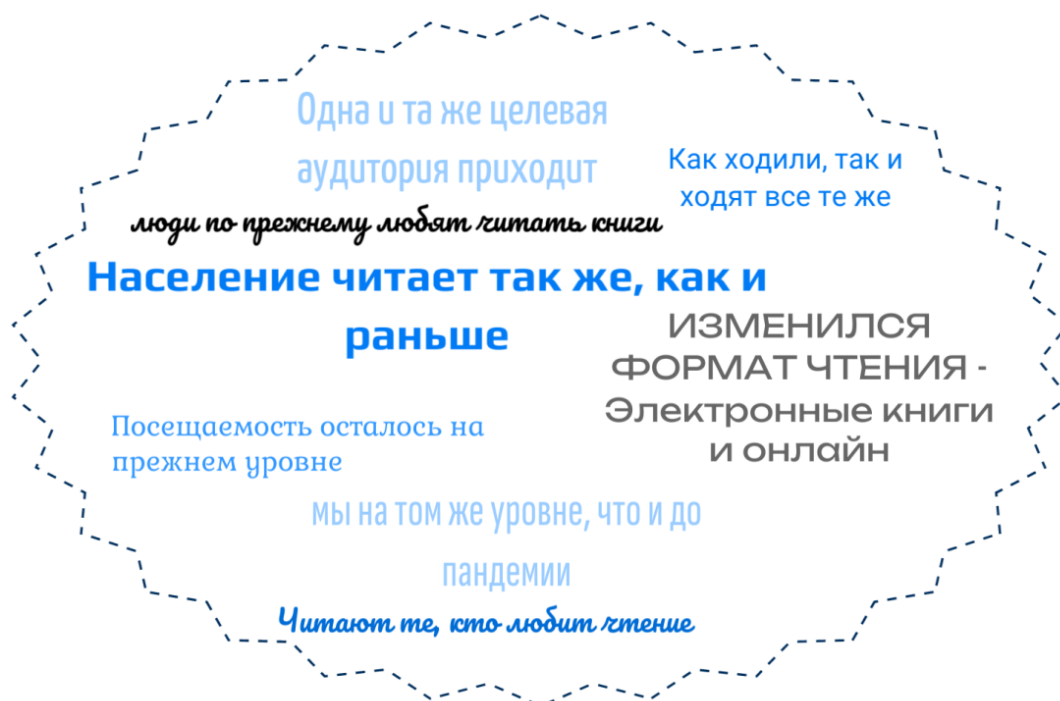 Одна и та же целевая
аудитория приходит
Как ходили, так и
ходят все те же
люди по прежнему любят читать книги
Население читает так же, как и
раньше
ИЗМЕНИЛСЯ
ФОРМАТ ЧТЕНИЯ -
Электронные книги
и онлайн
Посещаемость осталось на
прежнем уровне
мы на том же уровне, что и до
пандемии
Читают те, кто любит чтение